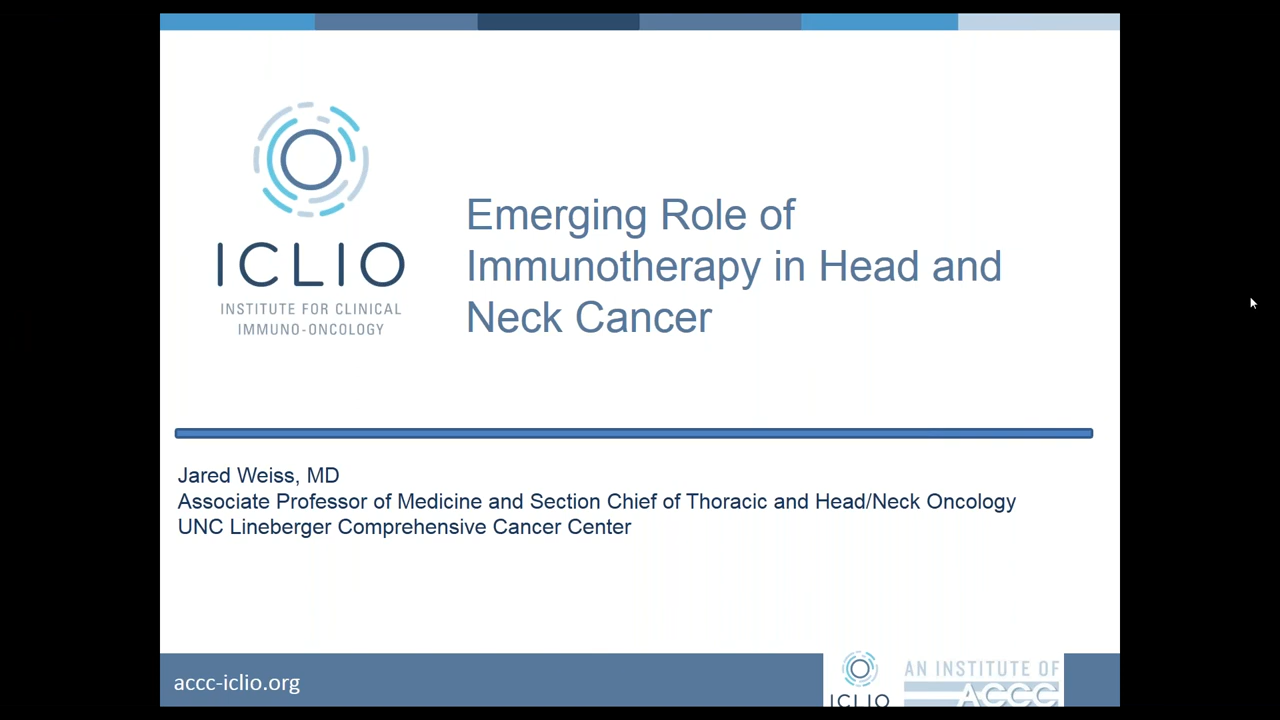 ICLIO
INSTITUTE FOR CLINICAL
IMMUNO-ONCOLOGY
Emerging Role of
Immunotherapy in Head and
Neck Cancer
Jared Weiss, MD
Associate Professor of Medicine and Section Chief of Thoracic and Head/Neck Oncology
UNC Lineberger Comprehensive Cancer Center
accc-iclio.org
ICLIO
AN INSTITUTE OF
ACCC